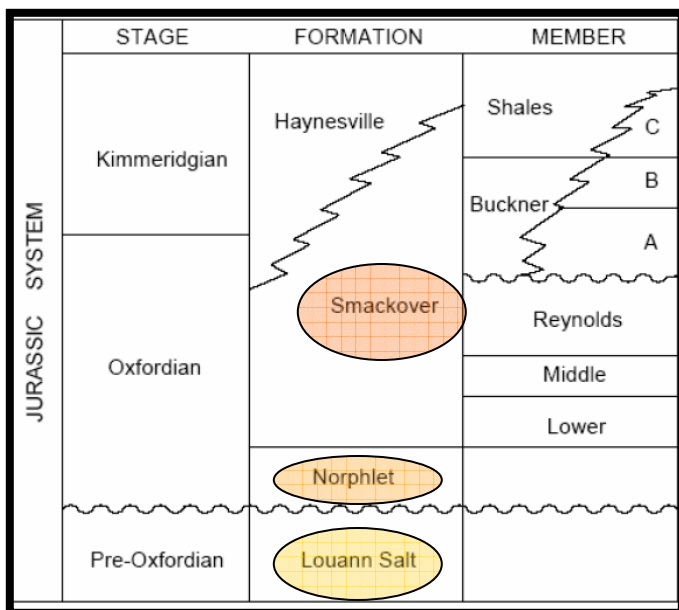 STAGE
FORMATION
MEMBER
JURASSIC SYSTEM
Kimmeridgian
Oxfordian
Pre-Oxfordian
Haynesville
Smackover
Norphlet
Louann Salt
Shales
C
Buckner
B
A
Reynolds
Middle
Lower